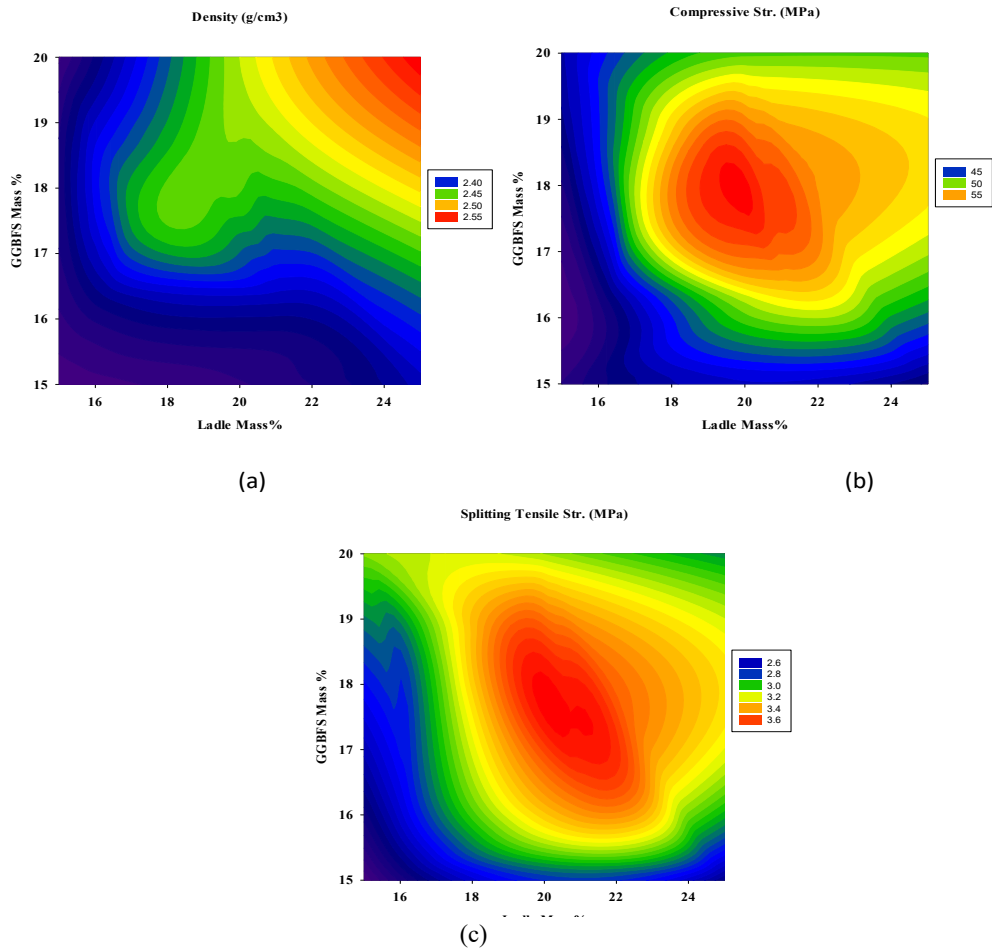 Density (g/cm3)
GGBFS Mass %
20
19
18
17
16
15
16 18 20 22 24
Ladle Mass%
2.40
2.45
2.50
2.55
(a)
Compressive Str. (MPa)
GGBFS Mass %
20
19
18
17
16
15
16 18 20 22 24
Ladle Mass%
45
50
55
(b)
Splitting Tensile Str. (MPa)
GGBFS Mass %
20
19
18
17
16
15
16 18 20 22 24
2.6
2.8
3.0
3.2
3.4
3.6
(c)